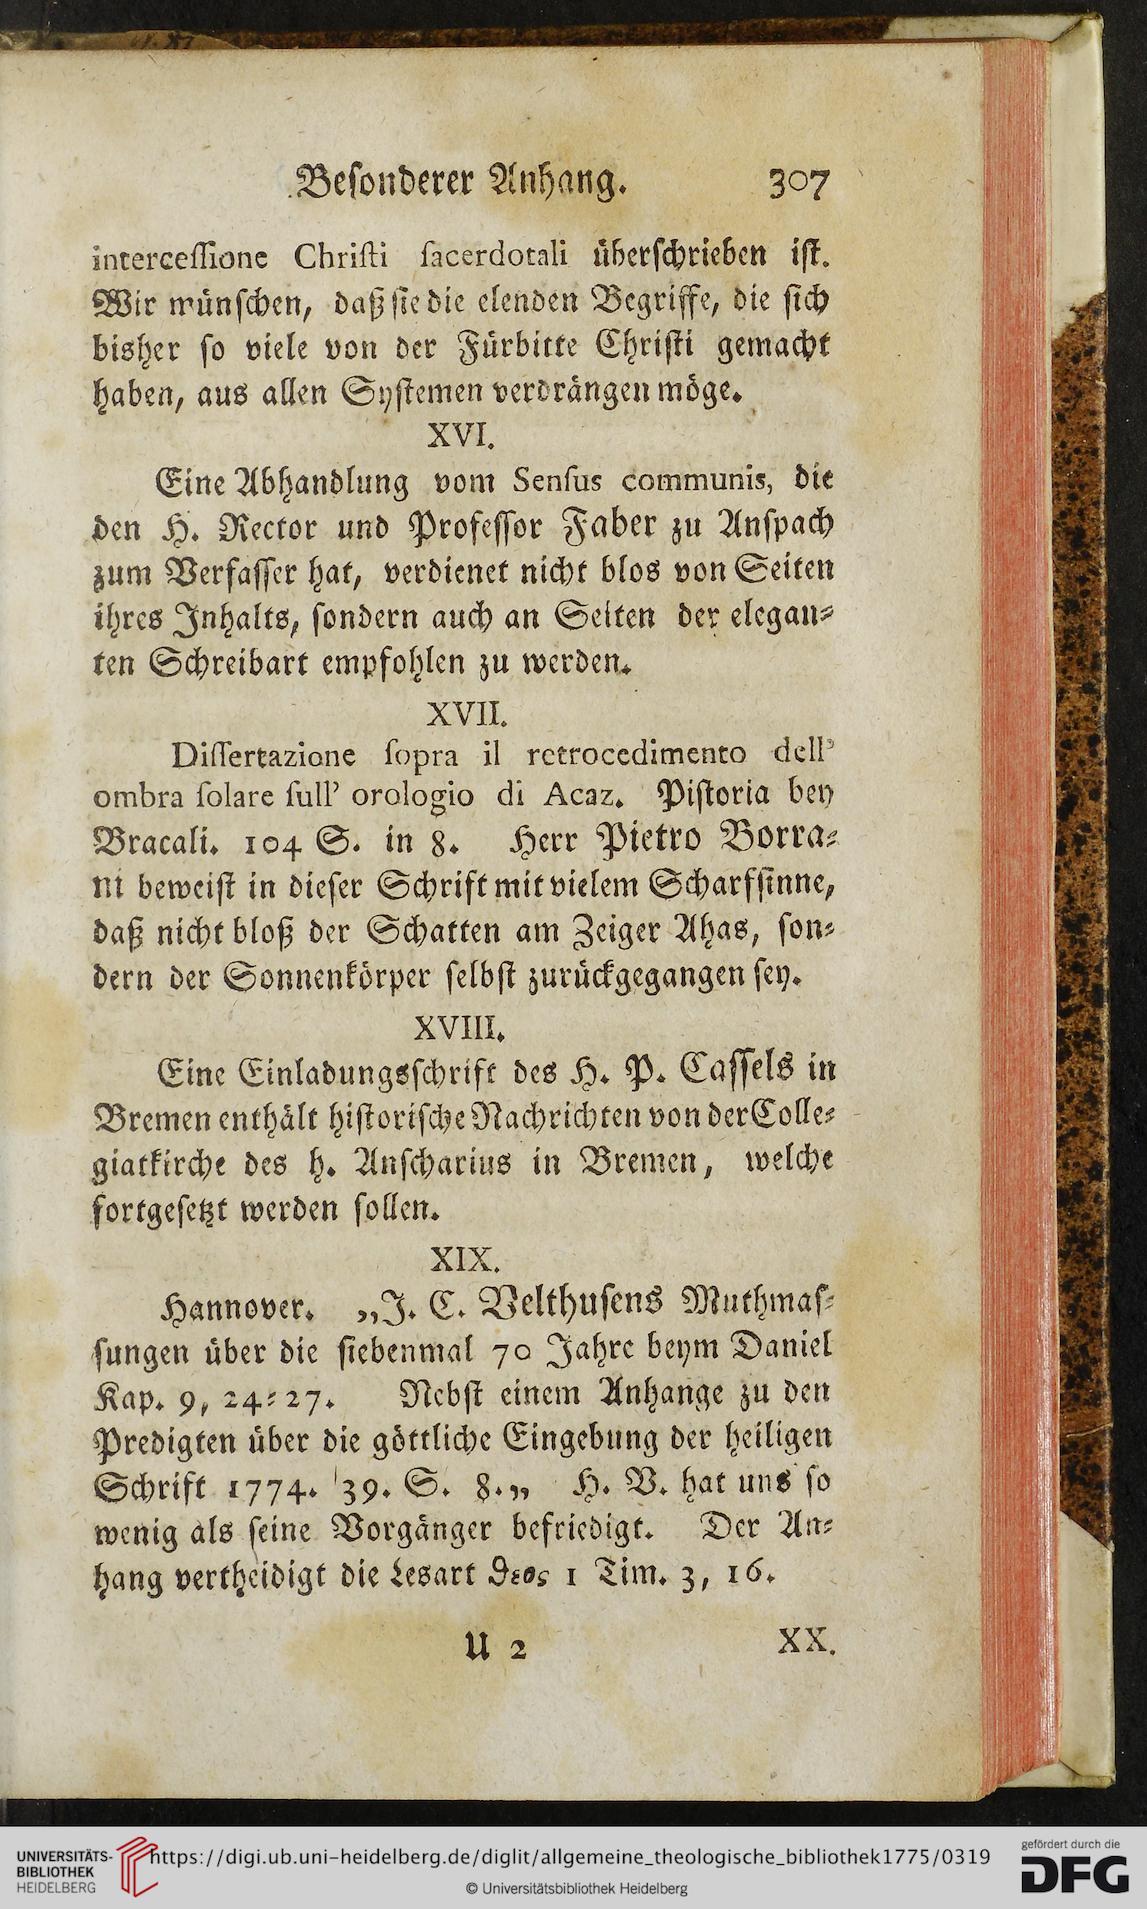 Beſonderer Anhang. 307
interceſſione Chriſti ſacerdotali überſchrieben iſt.
Wir wünſchen, daß ſie die elenden Begriffe, die ſich
bisher ſo viele von der Fürbitte Chriſti gemacht
haben, aus allen Syſtemen verdrängen möge.
XVI.
Eine Abhandlung vom Senſus communis, die
den H. Rector und Profeſſor Faber zu Anſpach
zum Verfaſſer hat, verdienet nicht blos von Seiten
ihres Inhalts, ſondern auch an Seiten der elegan⸗
ten Schreibart empfohlen zu werden.
XVII.
Diſſertazione ſopra il retrocedimento dell'
ombra ſolare ſull' orologio di Acaz. Piſtoria bey
Bracali. 104 S. in 8. Herr Pietro Borra⸗
ni beweiſt in dieſer Schrift mit vielem Scharfſinne,
daß nicht bloß der Schatten am Zeiger Ahas, ſon⸗
dern der Sonnenkörper ſelbſt zurückgegangen ſey.
XVIII.
Eine Einladungsſchrift des H. P. Caſſels in
Bremen enthält hiſtoriſche Nachrichten von der Colle⸗
giatkirche des h. Anſcharius in Bremen, welche
fortgeſetzt werden ſollen.
XIX.
Hannover. „J. C. Velthuſens Muthmaſ⸗
ſungen über die ſiebenmal 70 Jahre beym Daniel
Kap. 9, 24⸗27. Nebſt einem Anhange zu den
Predigten über die göttliche Eingebung der heiligen
Schrift 1774. 39. S. 8.„ H. V. hat uns ſo
wenig als ſeine Vorgänger befriedigt. Der An⸗
hang vertheidigt die Lesart ϑεος 1 Tim. 3, 16.
U 2 XX.
UNIVERSITÄTS-
BIBLIOTHEK
HEIDELBERG
https://digi.ub.uni-heidelberg.de/diglit/allgemeine_theologische_bibliothek1775/0319
© Universitätsbibliothek Heidelberg
gefördert durch die
DFG